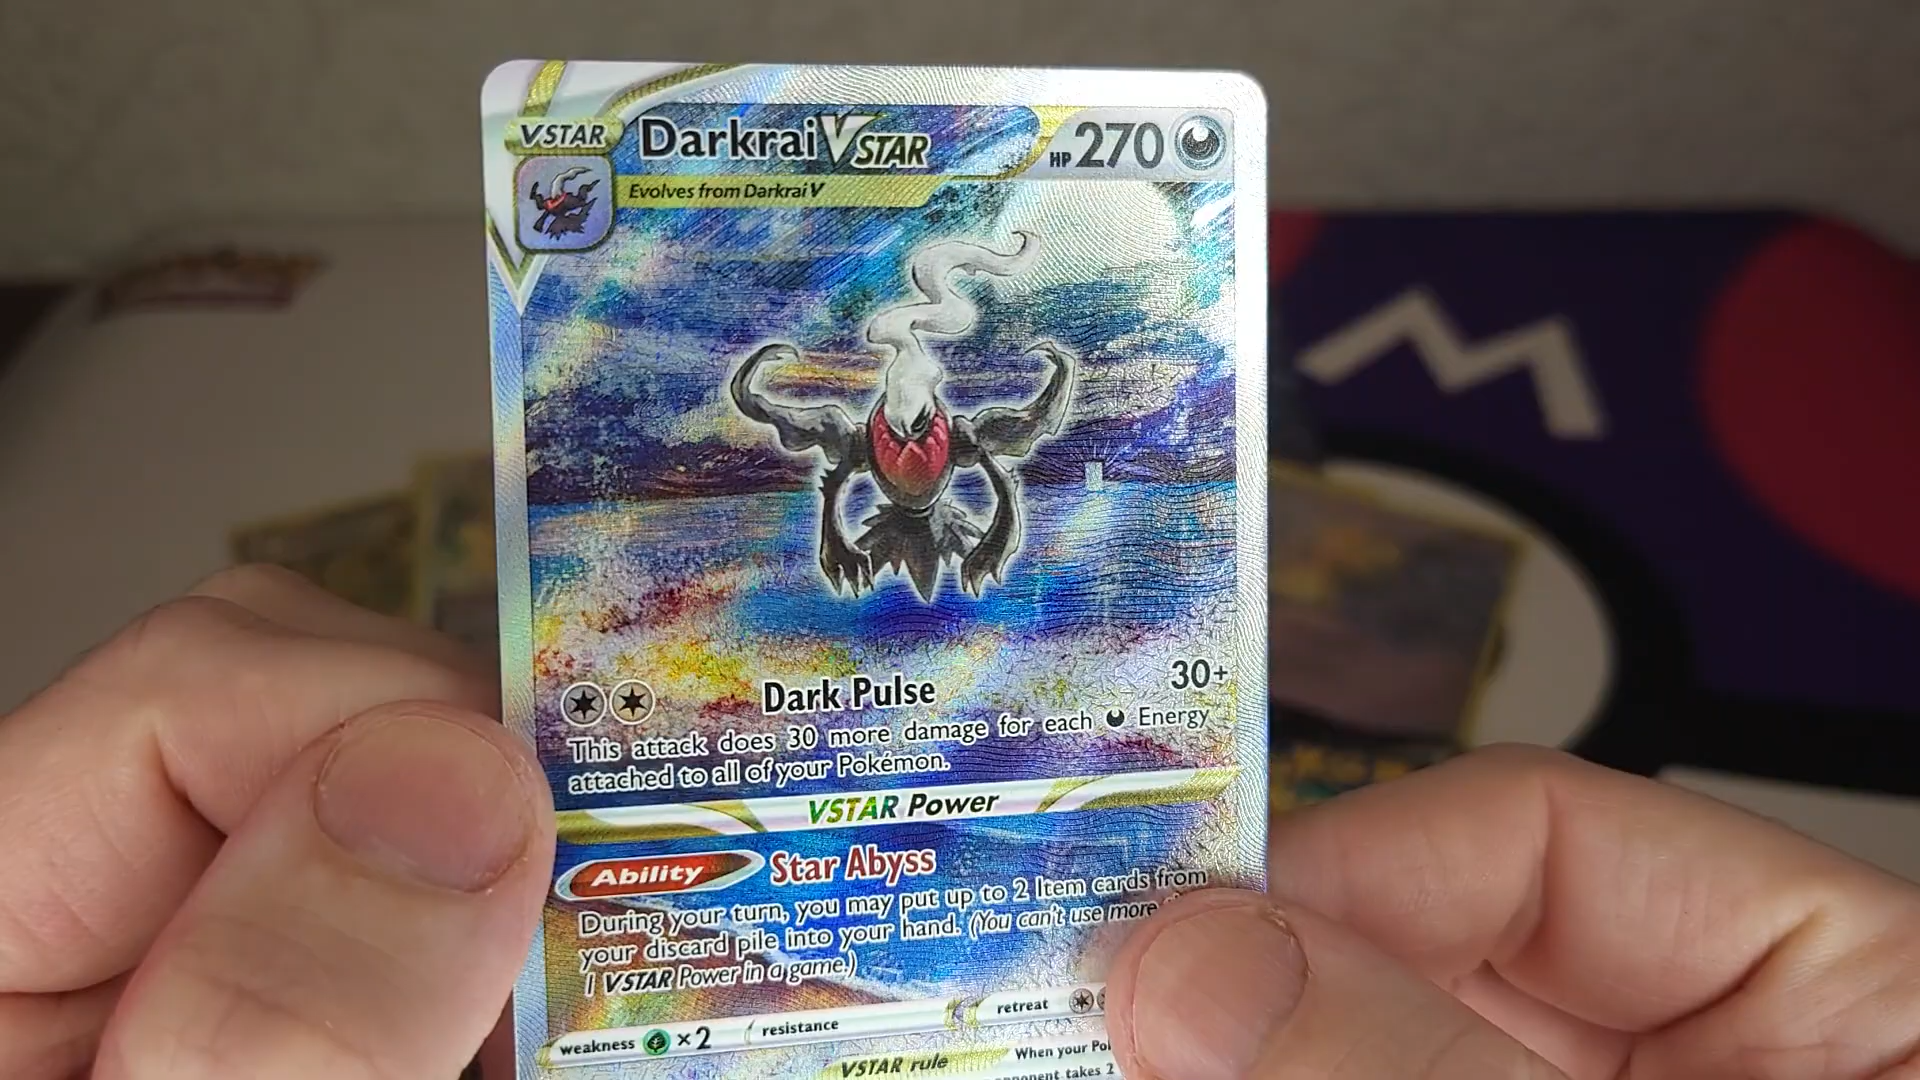 VSTAR
Darkrai VSTAR
HP 270
Evolves from Darkrai V
Dark Pulse
30+
This attack does 30 more damage for each Energy
attached to all of your Pokémon.
VSTAR Power
Ability Star Abyss
During your turn, you may put up to 2 Item cards from
your discard pile into your hand. (You can't use more
1 VSTAR Power in a game.)
weakness ×2 resistance retreat
VSTAR rule
When your
takes 2